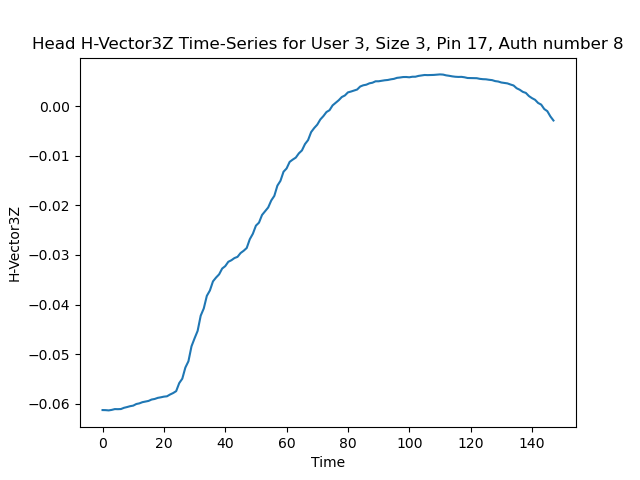 Head H-Vector3Z Time-Series for User 3, Size 3, Pin 17, Auth number 8
H-Vector3Z
0.00
−0.01
−0.02
−0.03
−0.04
−0.05
−0.06
0 20 40 60 80 100 120 140
Time